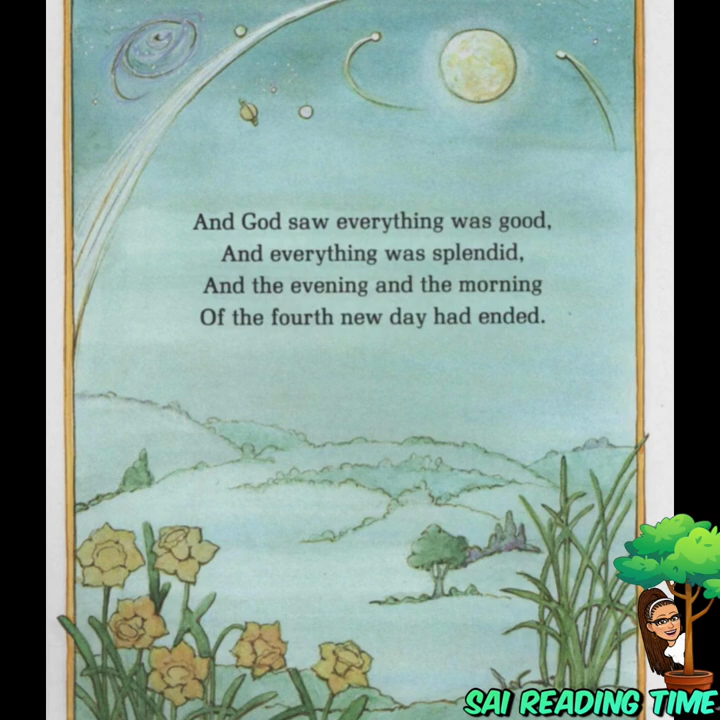 And God saw everything was good,
And everything was splendid,
And the evening and the morning
Of the fourth new day had ended.
SAI READING TIME